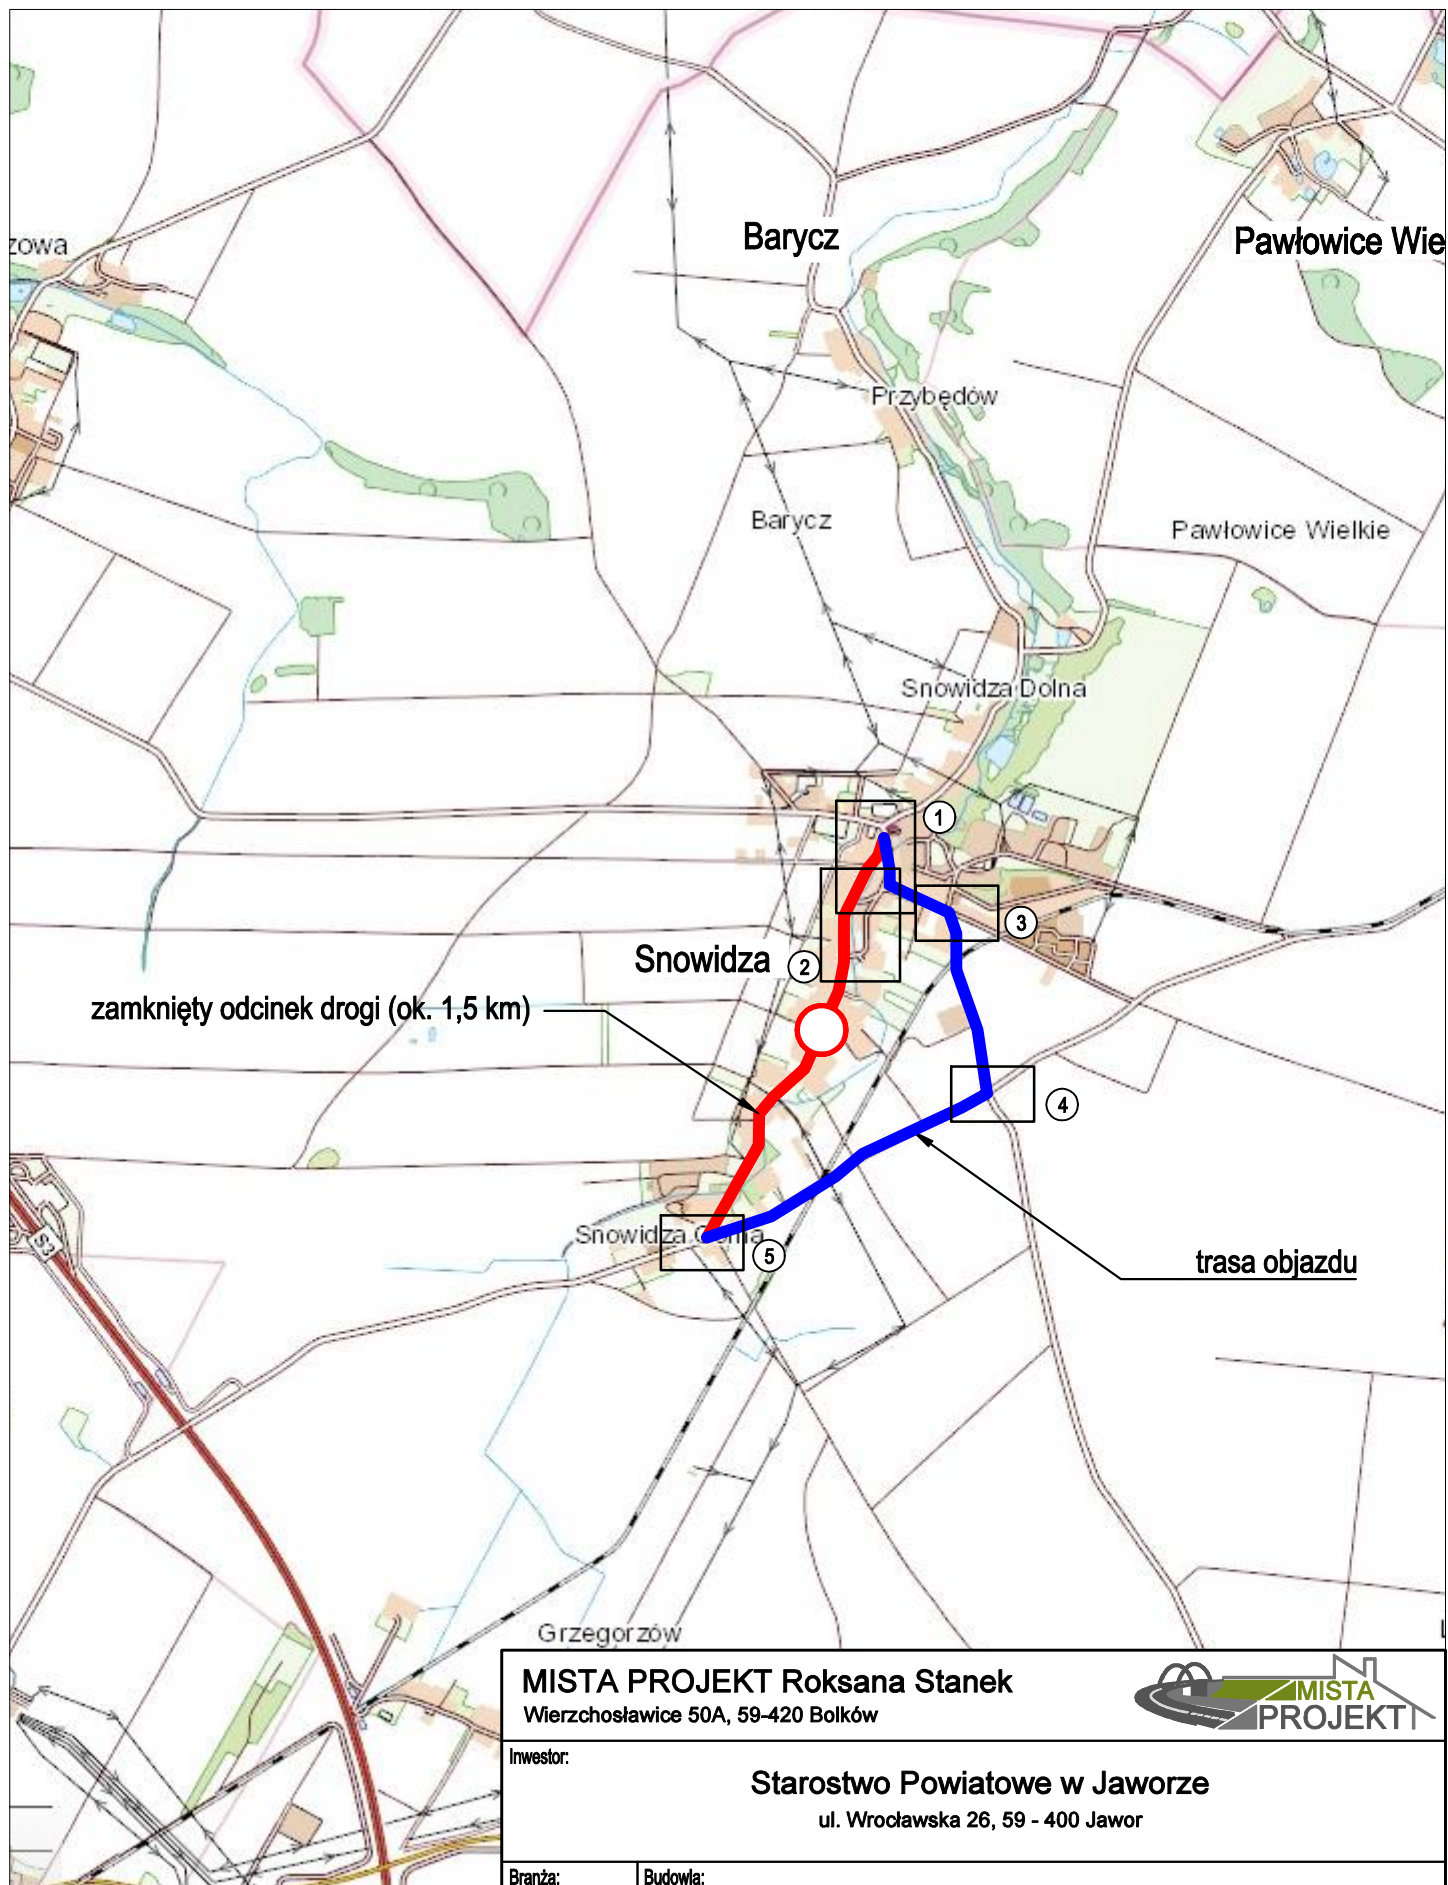 zowa
Barycz
Pawłowice Wie
Przybędów
Barycz
Pawłowice Wielkie
Snowidza Dolna
1
3
Snowidza
2
zamknięty odcinek drogi (ok. 1,5 km)
4
Snowidza Górna
5
trasa objazdu
S3
Grzegorzów
MISTA PROJEKT Roksana Stanek
Wierzchosławice 50A, 59-420 Bolków
MISTA
PROJEKT
Inwestor:
Starostwo Powiatowe w Jaworze
ul. Wrocławska 26, 59 - 400 Jawor
Branża:
Budowla: